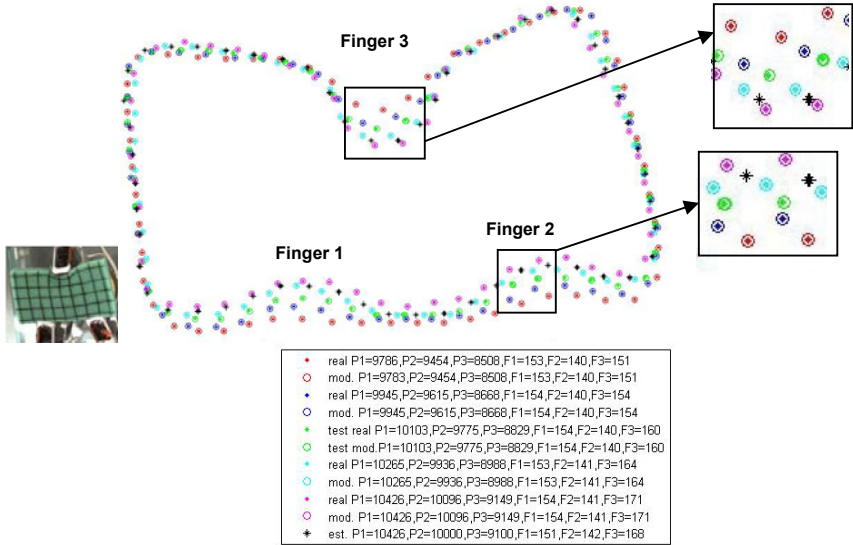 Finger 3
Finger 1
Finger 2
real P1=9786,P2=9454,P3=8508,F1=153,F2=140,F3=151
mod. P1=9783,P2=9454,P3=8508,F1=153,F2=140,F3=151
real P1=9945,P2=9615,P3=8668,F1=154,F2=140,F3=154
mod. P1=9945,P2=9615,P3=8668,F1=154,F2=140,F3=154
test real P1=10103,P2=9775,P3=8829,F1=154,F2=140,F3=160
test mod.P1=10103,P2=9775,P3=8829,F1=154,F2=140,F3=160
real P1=10265,P2=9936,P3=8988,F1=153,F2=141,F3=164
mod. P1=10265,P2=9936,P3=8988,F1=153,F2=141,F3=164
real P1=10426,P2=10096,P3=9149,F1=154,F2=141,F3=171
mod. P1=10426,P2=10096,P3=9149,F1=154,F2=141,F3=171
est. P1=10426,P2=10000,P3=9100,F1=151,F2=142,F3=168